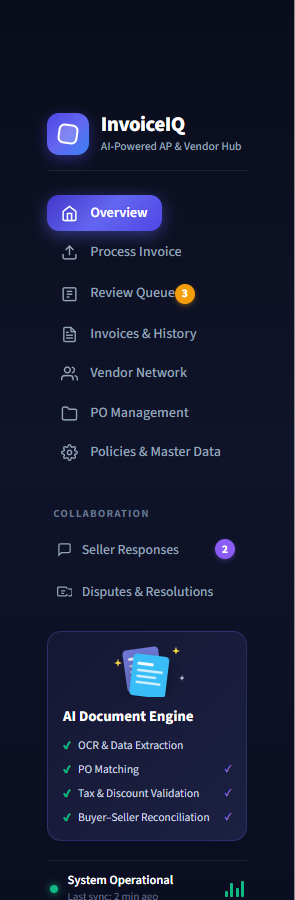 InvoiceIQ
AI-Powered AP & Vendor Hub
Overview
Process Invoice
Review Queue 3
Invoices & History
Vendor Network
PO Management
Policies & Master Data
COLLABORATION
Seller Responses 2
Disputes & Resolutions
AI Document Engine
✔ OCR & Data Extraction
✔ PO Matching ✓
✔ Tax & Discount Validation ✓
✔ Buyer–Seller Reconciliation ✓
System Operational
Last sync: 2 min ago